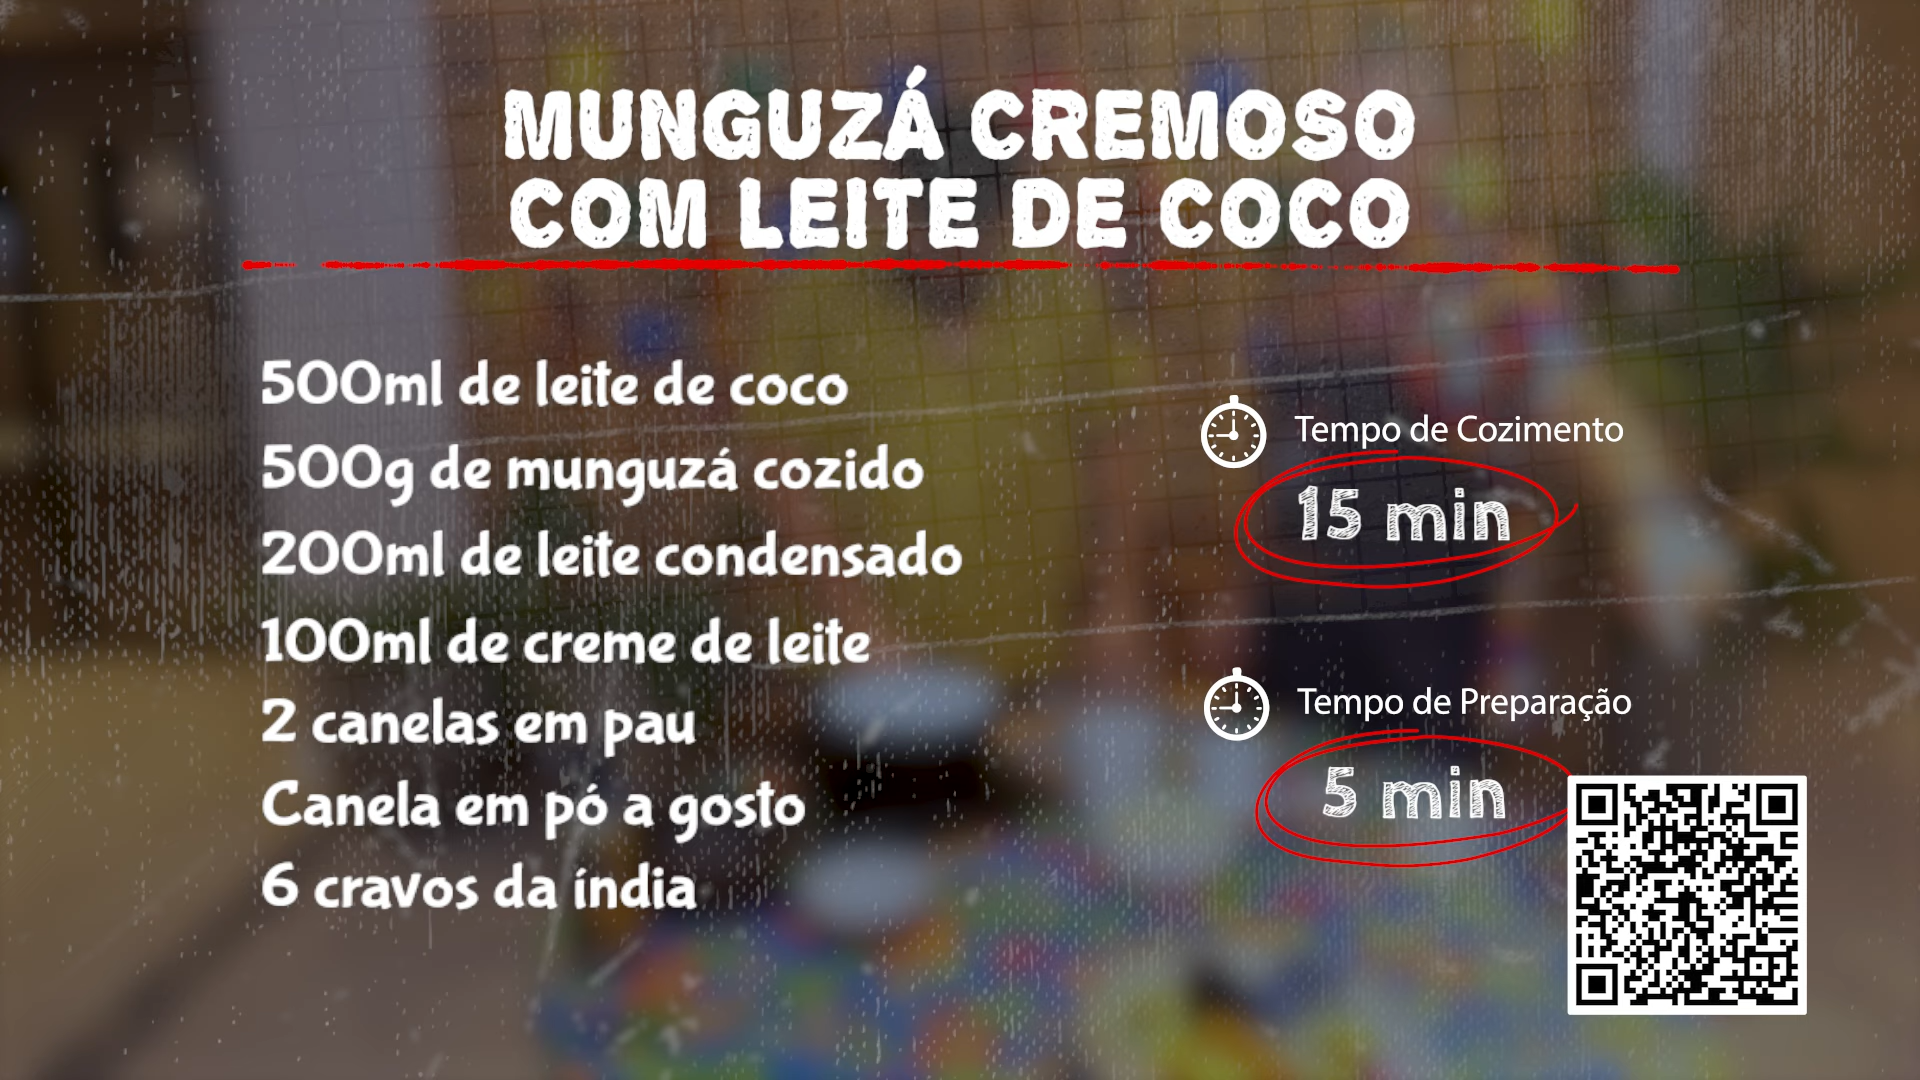 MUNGUZÁ CREMOSO
COM LEITE DE COCO
500ml de leite de coco
500g de munguzá cozido
200ml de leite condensado
100ml de creme de leite
2 canelas em pau
Canela em pó a gosto
6 cravos da índia
Tempo de Cozimento
15 min
Tempo de Preparação
5 min